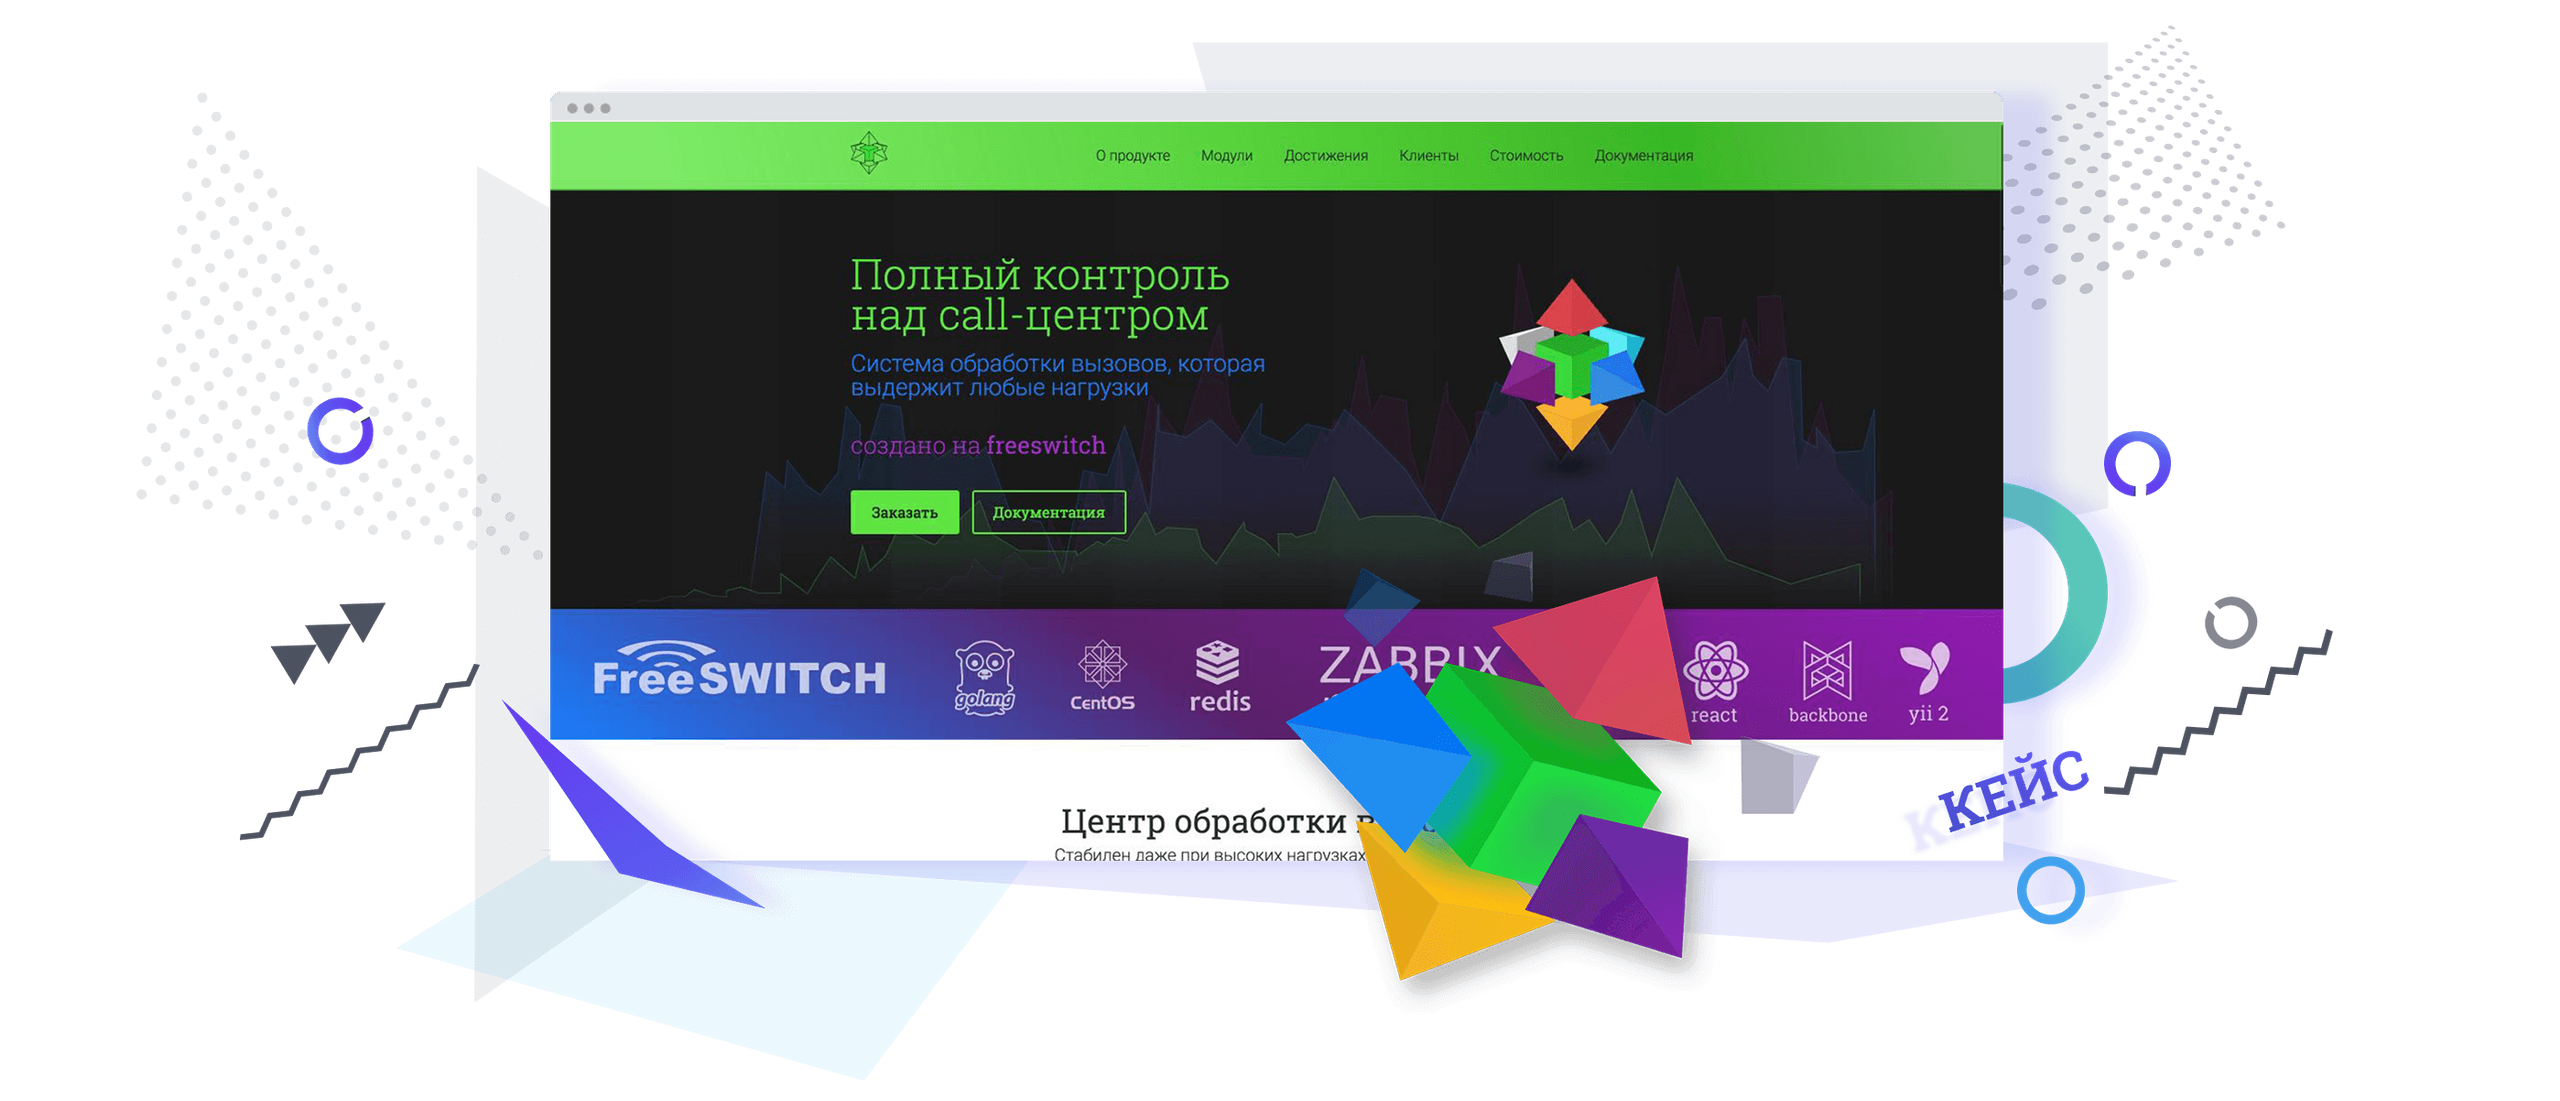 О продукте Модули Достижения Клиенты Стоимость Документация
Полный контроль
над call-центром
Система обработки вызовов, которая
выдержит любые нагрузки
создано на freeswitch
Заказать Документация
FreeSWITCH golang CentOS redis ZABBIX react backbone yii 2
КЕЙС
Центр обработки
Стабилен даже при высоких нагрузках